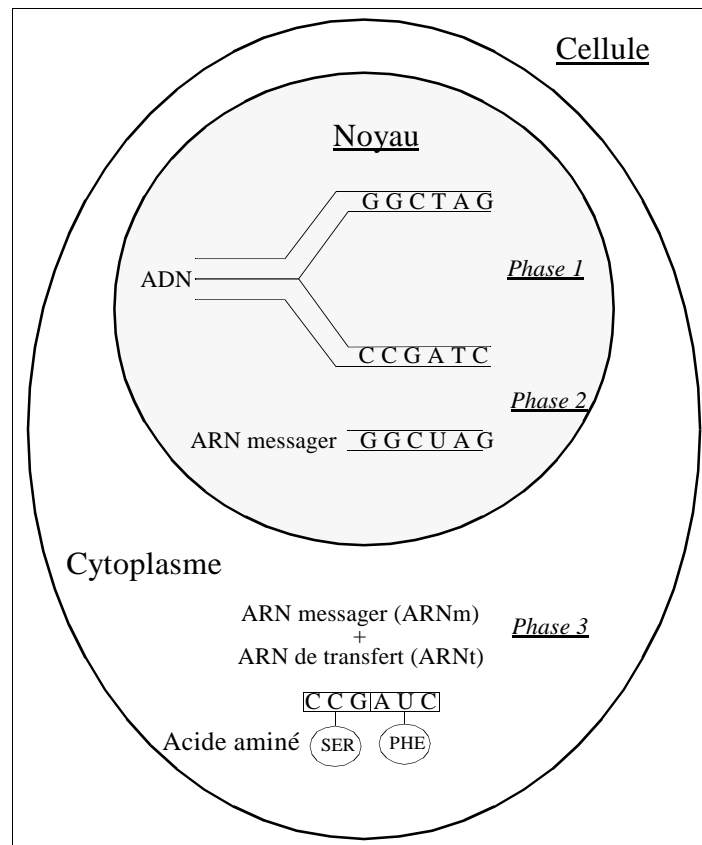 Cellule
Noyau
G G C T A G
ADN
Phase 1
C C G A T C
Phase 2
ARN messager
G G C U A G
Cytoplasme
ARN messager (ARNm)
+
ARN de transfert (ARNt)
Phase 3
C C G A U C
Acide aminé
SER
PHE